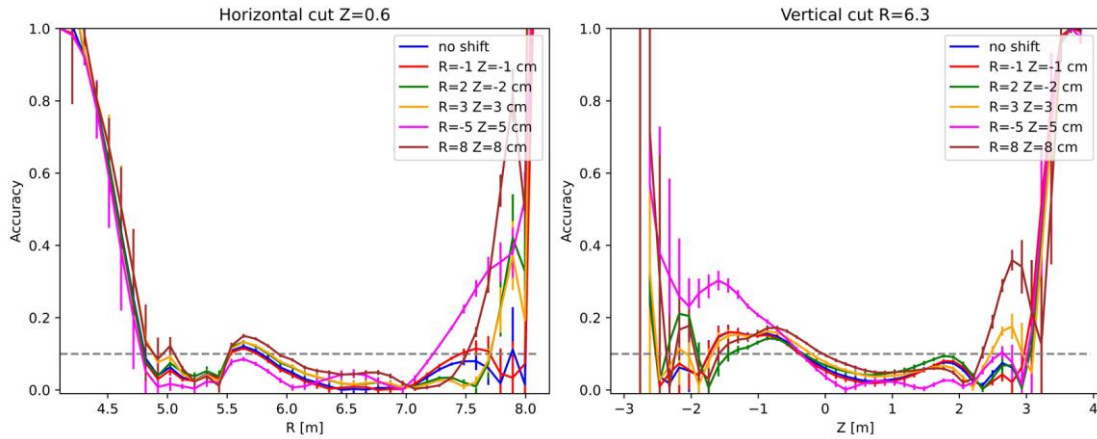 Horizontal cut Z=0.6
Accuracy
1.0
0.8
0.6
0.4
0.2
0.0
no shift
R=-1 Z=-1 cm
R=2 Z=-2 cm
R=3 Z=3 cm
R=-5 Z=5 cm
R=8 Z=8 cm
4.5 5.0 5.5 6.0 6.5 7.0 7.5 8.0
R [m]
Vertical cut R=6.3
Accuracy
1.0
0.8
0.6
0.4
0.2
0.0
no shift
R=-1 Z=-1 cm
R=2 Z=-2 cm
R=3 Z=3 cm
R=-5 Z=5 cm
R=8 Z=8 cm
−3 −2 −1 0 1 2 3 4
Z [m]